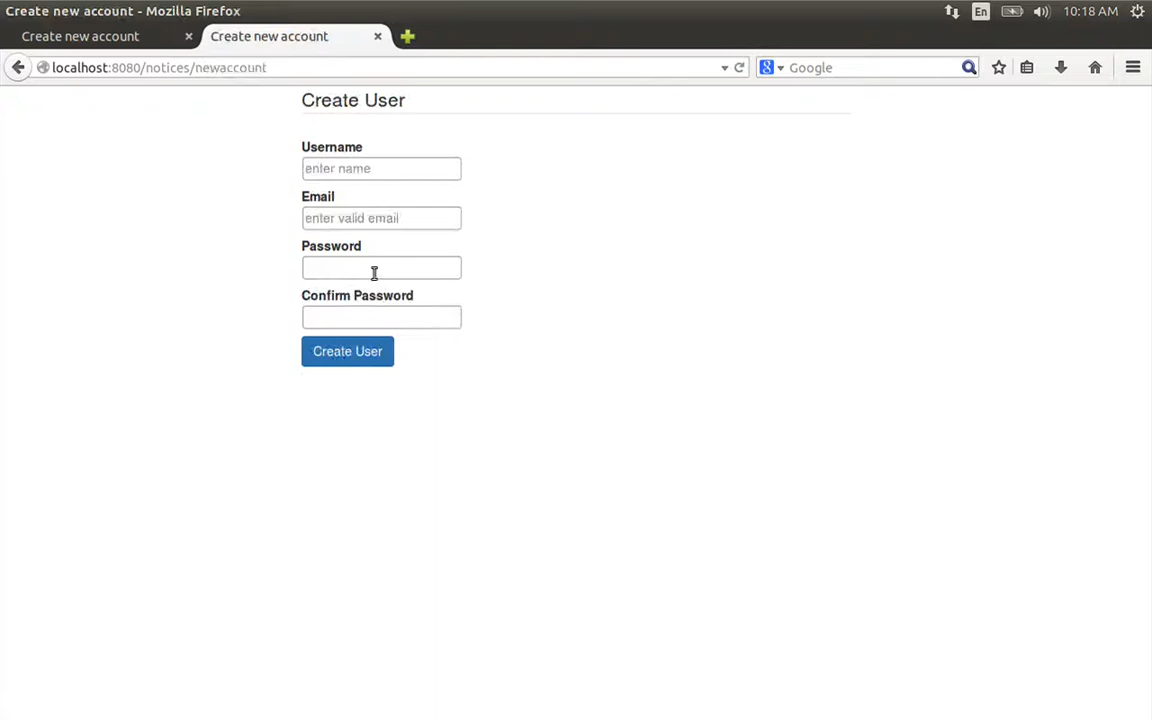 Create new account - Mozilla Firefox
En
10:18 AM
Create new account
Create new account
localhost:8080/notices/newaccount
8
Google
Create User
Username
enter name
Email
enter valid email
Password
Confirm Password
Create User